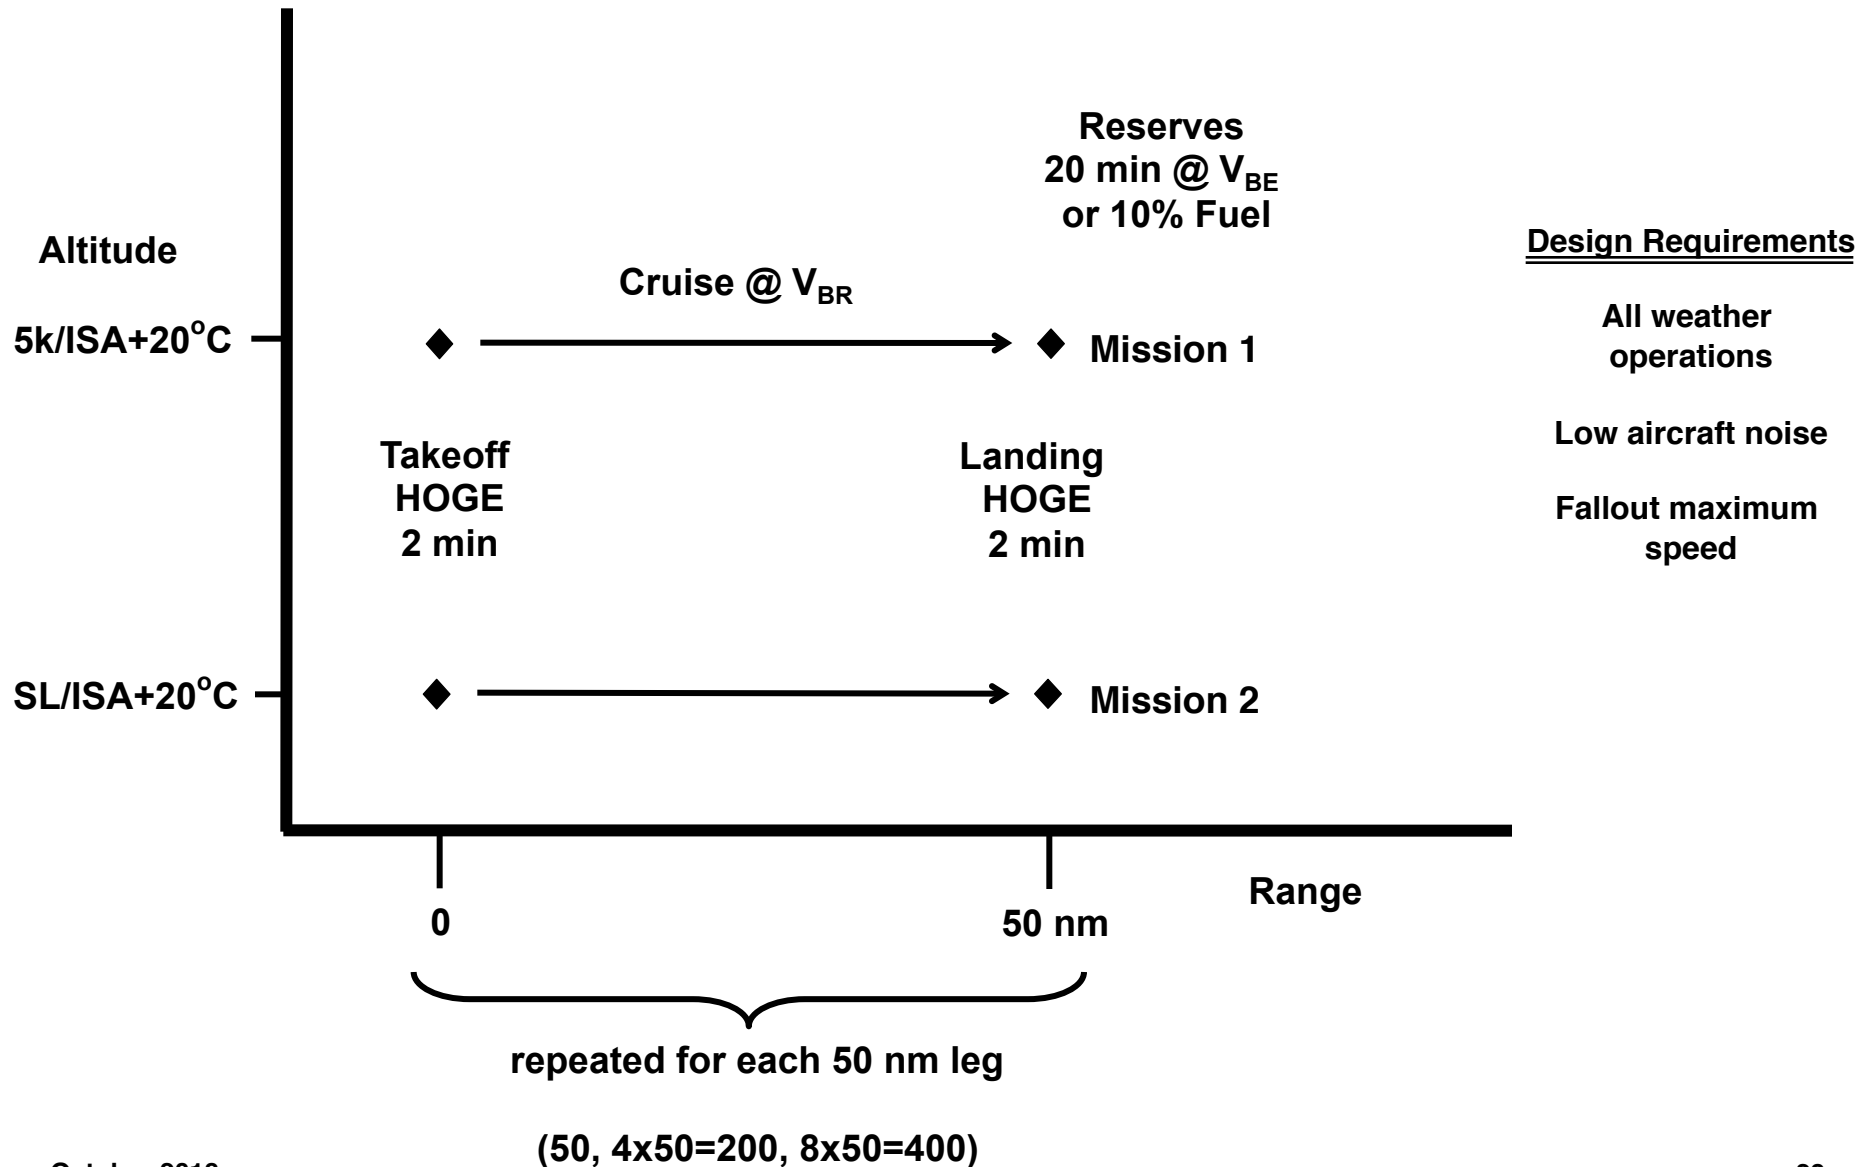 Reserves
20 min @ VBE
or 10% Fuel
Altitude
Design Requirements
Cruise @ VBR
5k/ISA+20°C
Mission 1
All weather
operations
Low aircraft noise
Fallout maximum
speed
Takeoff
HOGE
2 min
Landing
HOGE
2 min
SL/ISA+20°C
Mission 2
Range
0
50 nm
repeated for each 50 nm leg
(50, 4x50=200, 8x50=400)